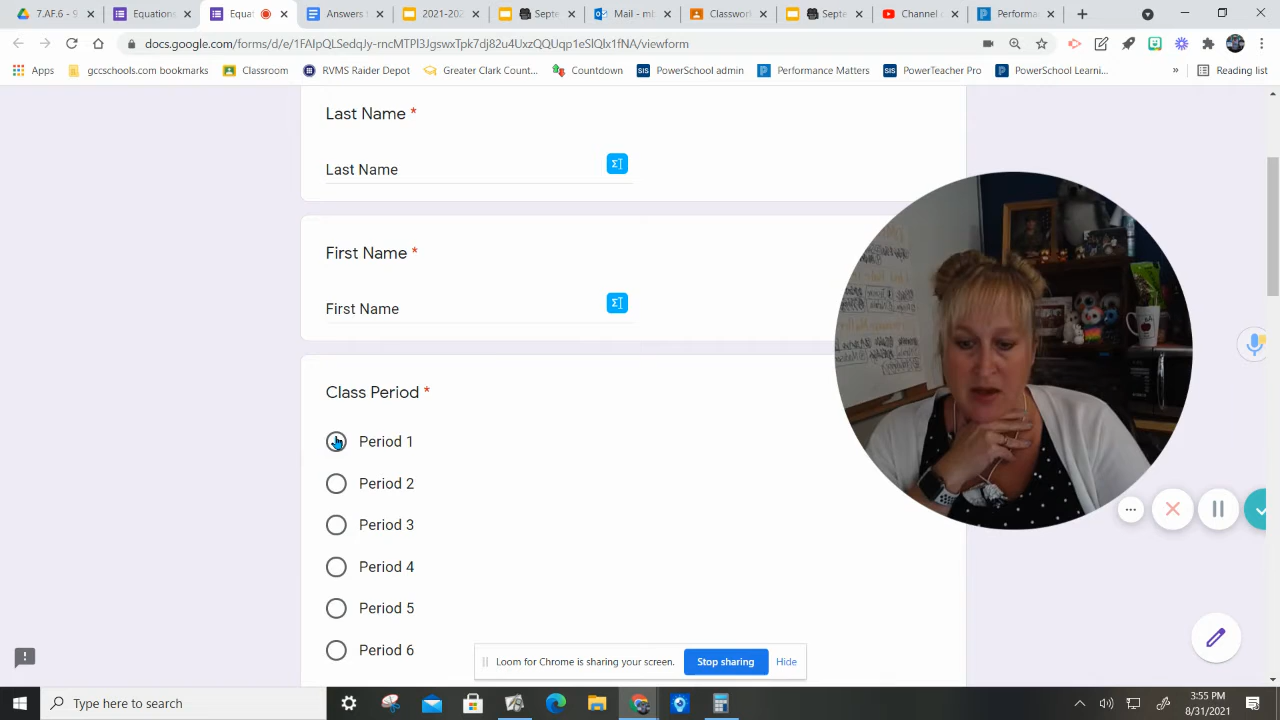 7.AF.6 - 9
Equations
Equat
Answers
2021-202
Septe
Mail - m
Classwor
Septe
Channel c
Performa
docs.google.com/forms/d/e/1FAIpQLSedqJyrcMTPl3Jgsw
/viewform
Apps
gccschools.com bookmarks
Classroom
RVMS Raider Depot
Greater Clark Count...
Countdown
PowerSchool admin
Performance Matters
PowerTeacher Pro
PowerSchool Learni...
»
Reading list
Last Name *
Last Name
First Name *
First Name
Class Period *
Period 1
Period 2
Period 3
Period 4
Period 5
Period 6
Loom for Chrome is sharing your screen.
Stop sharing
Hide
Type here to search
3:55 PM
8/31/2021